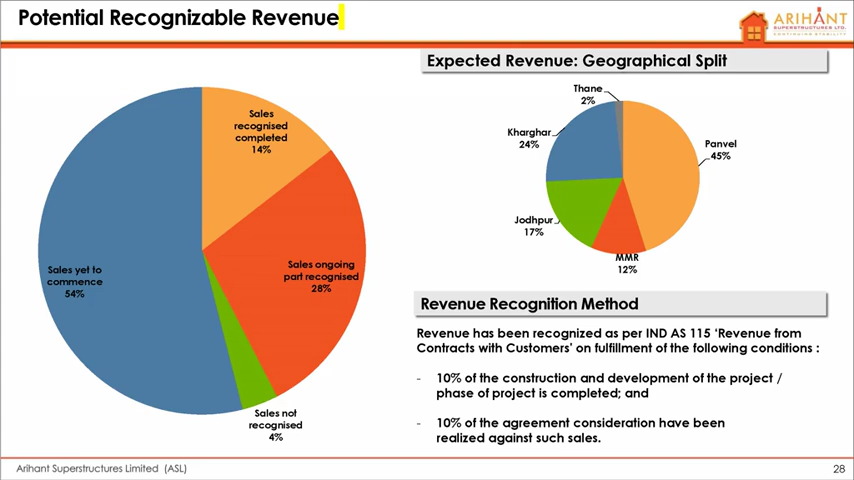 Potential Recognizable Revenue
ARIHANT
SUPERSTRUCTURES LTD.
CONTINUING STABILITY
Expected Revenue: Geographical Split
Sales
recognised
completed
14%
Sales ongoing
part recognised
28%
Sales not
recognised
4%
Sales yet to
commence
54%
Thane
2%
Kharghar
24%
Panvel
45%
Jodhpur
17%
MMR
12%
Revenue Recognition Method
Revenue has been recognized as per IND AS 115 ‘Revenue from
Contracts with Customers’ on fulfillment of the following conditions :
- 10% of the construction and development of the project /
phase of project is completed; and
- 10% of the agreement consideration have been
realized against such sales.
Arihant Superstructures Limited (ASL)
28